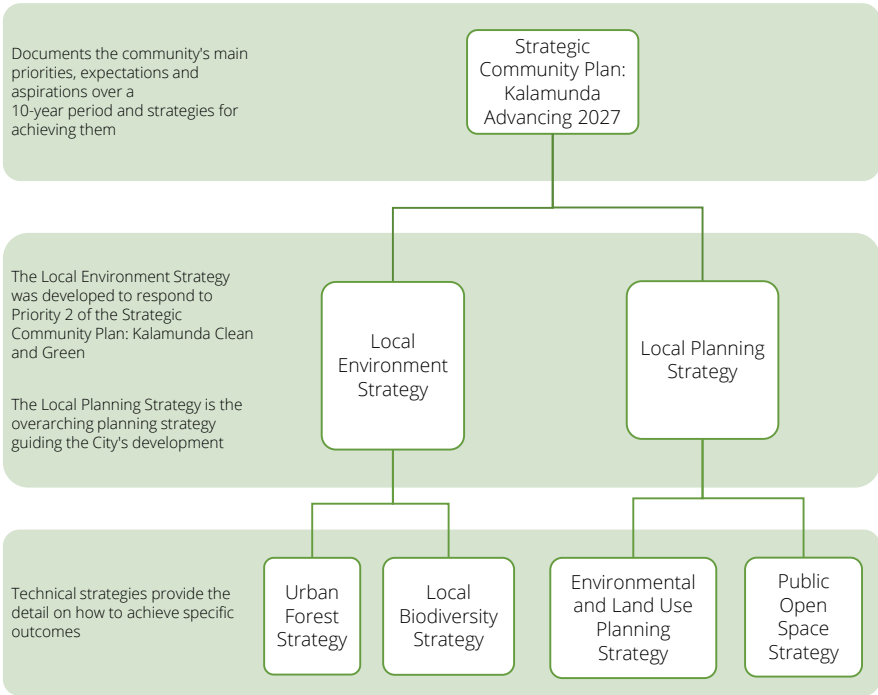 Documents the community's main
priorities, expectations and
aspirations over a
10-year period and strategies for
achieving them
Strategic
Community Plan:
Kalamunda
Advancing 2027
The Local Environment Strategy
was developed to respond to
Priority 2 of the Strategic
Community Plan: Kalamunda Clean
and Green
The Local Planning Strategy is the
overarching planning strategy
guiding the City's development
Local
Environment
Strategy
Local Planning
Strategy
Technical strategies provide the
detail on how to achieve specific
outcomes
Urban
Forest
Strategy
Local
Biodiversity
Strategy
Environmental
and Land Use
Planning
Strategy
Public
Open
Space
Strategy